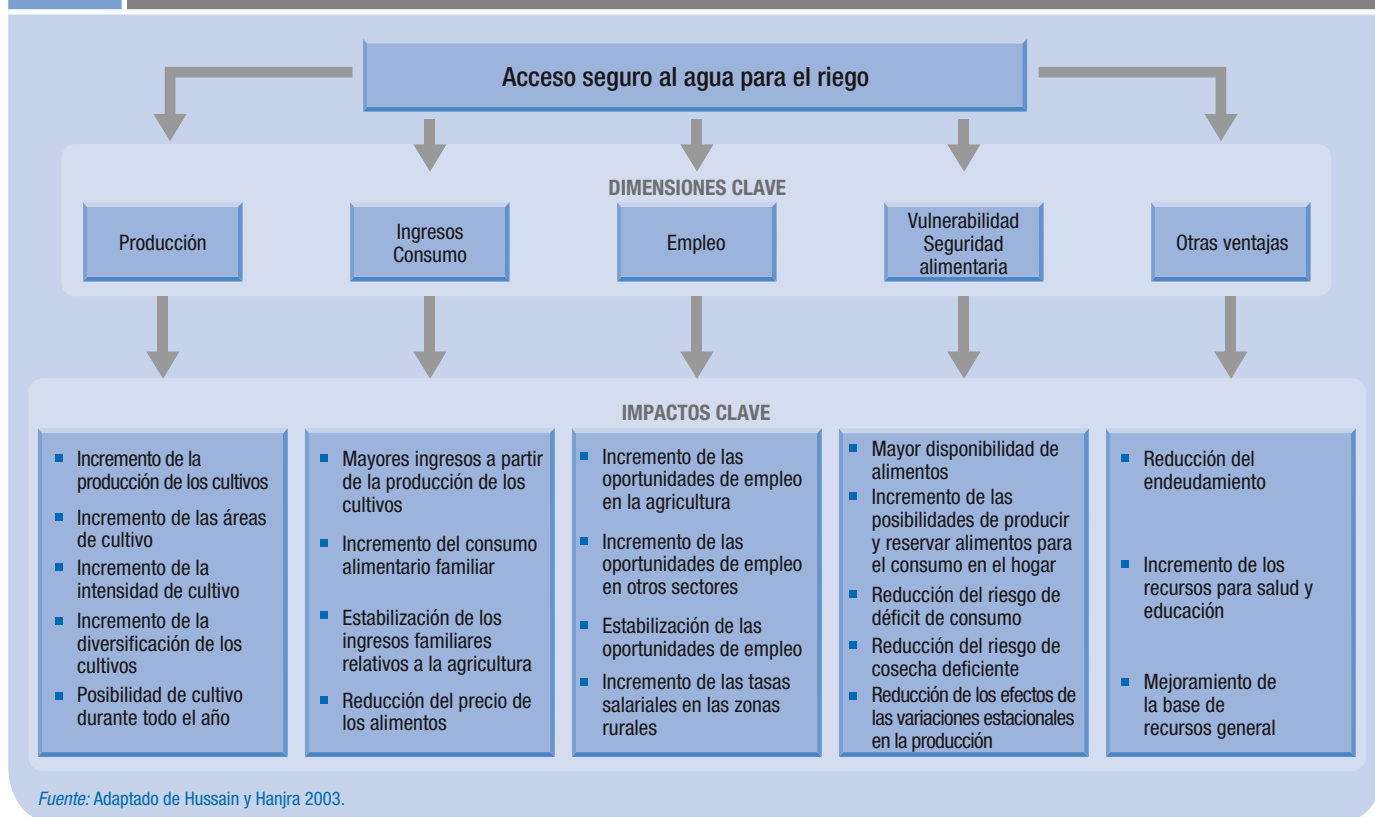 Acceso seguro al agua para el riego
DIMENSIONES CLAVE
Producción
Ingresos
Consumo
Empleo
Vulnerabilidad
Seguridad
alimentaria
Otras ventajas
IMPACTOS CLAVE
▪ Incremento de la
producción de los cultivos
▪ Incremento de las áreas
de cultivo
▪ Incremento de la
intensidad de cultivo
▪ Incremento de la
diversificación de los
cultivos
▪ Posibilidad de cultivo
durante todo el año
▪ Mayores ingresos a partir
de la producción de los
cultivos
▪ Incremento del consumo
alimentario familiar
▪ Estabilización de los
ingresos familiares
relativos a la agricultura
▪ Reducción del precio de
los alimentos
▪ Incremento de las
oportunidades de empleo
en la agricultura
▪ Incremento de las
oportunidades de empleo
en otros sectores
▪ Estabilización de las
oportunidades de empleo
▪ Incremento de las tasas
salariales en las zonas
rurales
▪ Mayor disponibilidad de
alimentos
▪ Incremento de las
posibilidades de producir
y reservar alimentos para
el consumo en el hogar
▪ Reducción del riesgo de
déficit de consumo
▪ Reducción del riesgo de
cosecha deficiente
▪ Reducción de los efectos de
las variaciones estacionales
en la producción
▪ Reducción del
endeudamiento
▪ Incremento de los
recursos para salud y
educación
▪ Mejoramiento de
la base de
recursos general
Fuente: Adaptado de Hussain y Hanjra 2003.